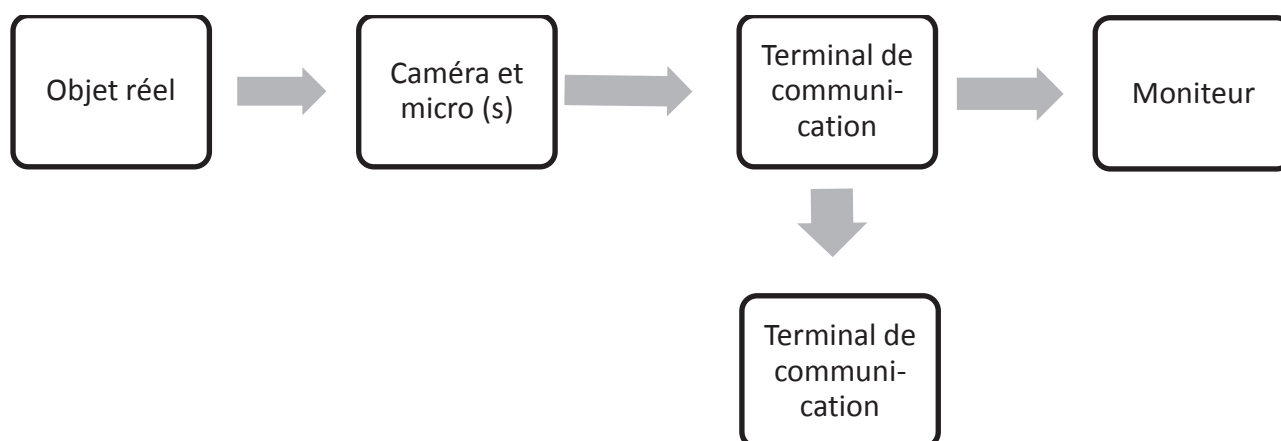 Objet réel
Caméra et
micro (s)
Terminal de
communi-
cation
Moniteur
Terminal de
communi-
cation